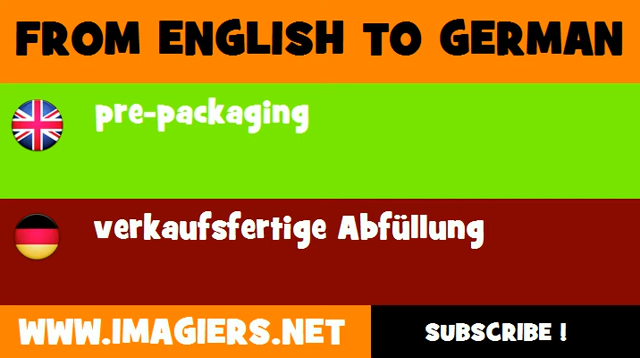 FROM ENGLISH TO GERMAN
pre-packaging
verkaufsfertige Abfüllung
WWW.IMAGIERS.NET
SUBSCRIBE !